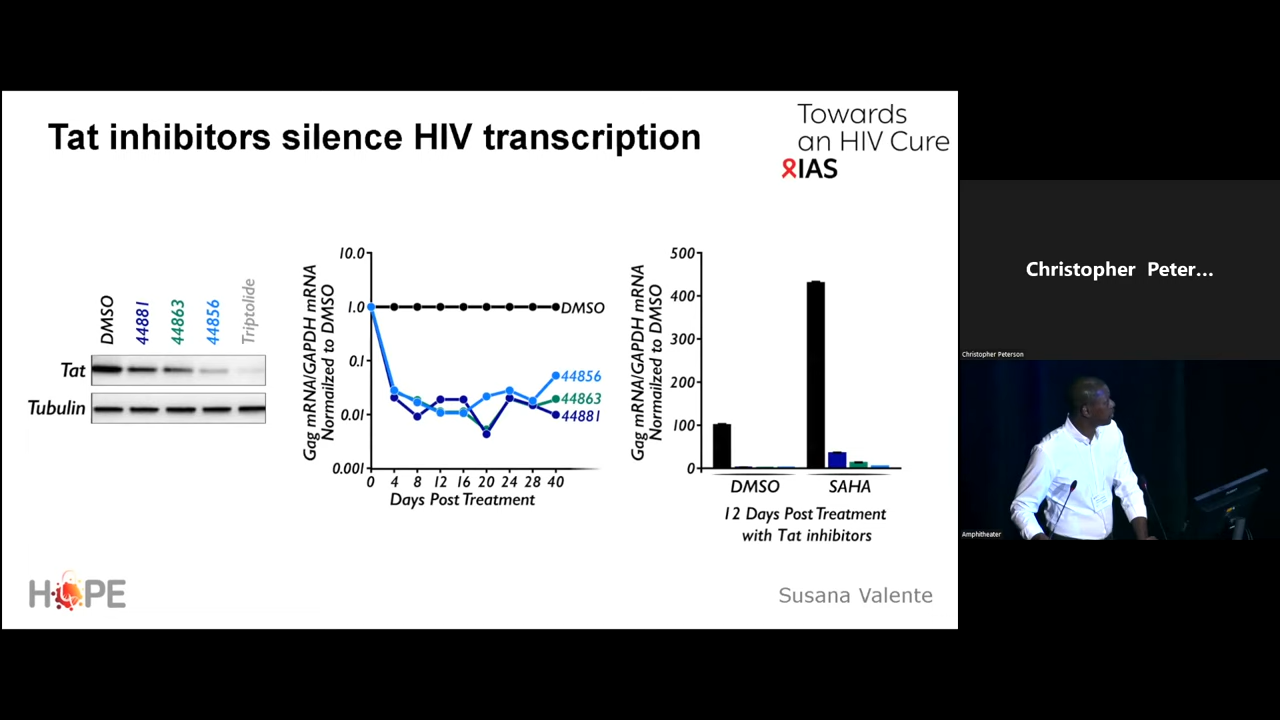 Tat inhibitors silence HIV transcription
Towards
an HIV Cure
IAS
DMSO
44881
44863
44856
Triptolide
Tat
Tubulin
Gag mRNA/GAPDH mRNA
Normalized to DMSO
10.0
1.0
0.1
0.01
0.001
DMSO
44856
44863
44881
0 4 8 12 16 20 24 28 40
Days Post Treatment
Gag mRNA/GAPDH mRNA
Normalized to DMSO
500
400
300
200
100
0
DMSO SAHA
12 Days Post Treatment
with Tat inhibitors
HOPE
Susana Valente
Christopher Peter...
Christopher Peterson
Amphitheater